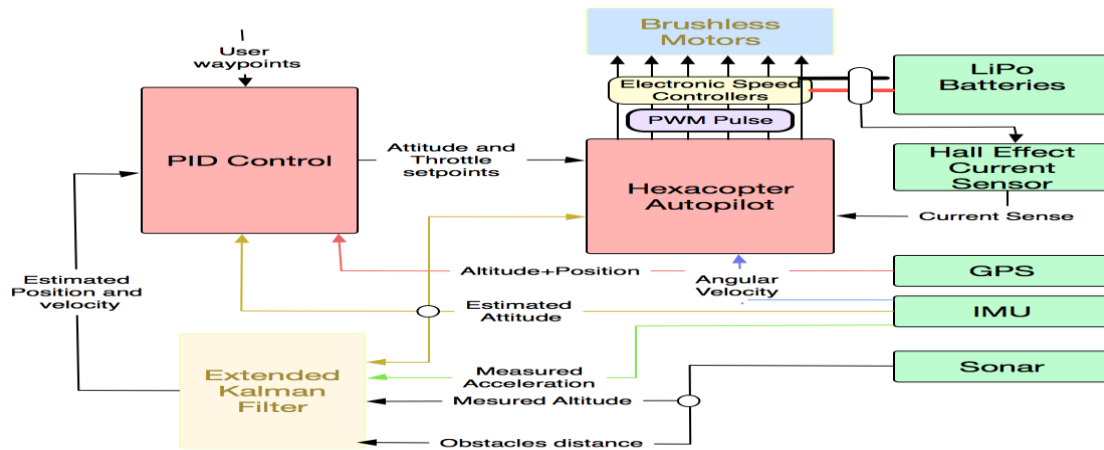 Brushless
Motors
User
waypoints
LiPo
Batteries
Electronic Speed
Controllers
PWM Pulse
PID Control
Attitude and
Throttle
setpoints
Hexacopter
Autopilot
Hall Effect
Current
Sensor
Current Sense
Estimated
Position and
velocity
Altitude+Position
Angular
Velocity
GPS
Estimated
Attitude
IMU
Extended
Kalman
Filter
Measured
Acceleration
Sonar
Mesured Altitude
Obstacles distance